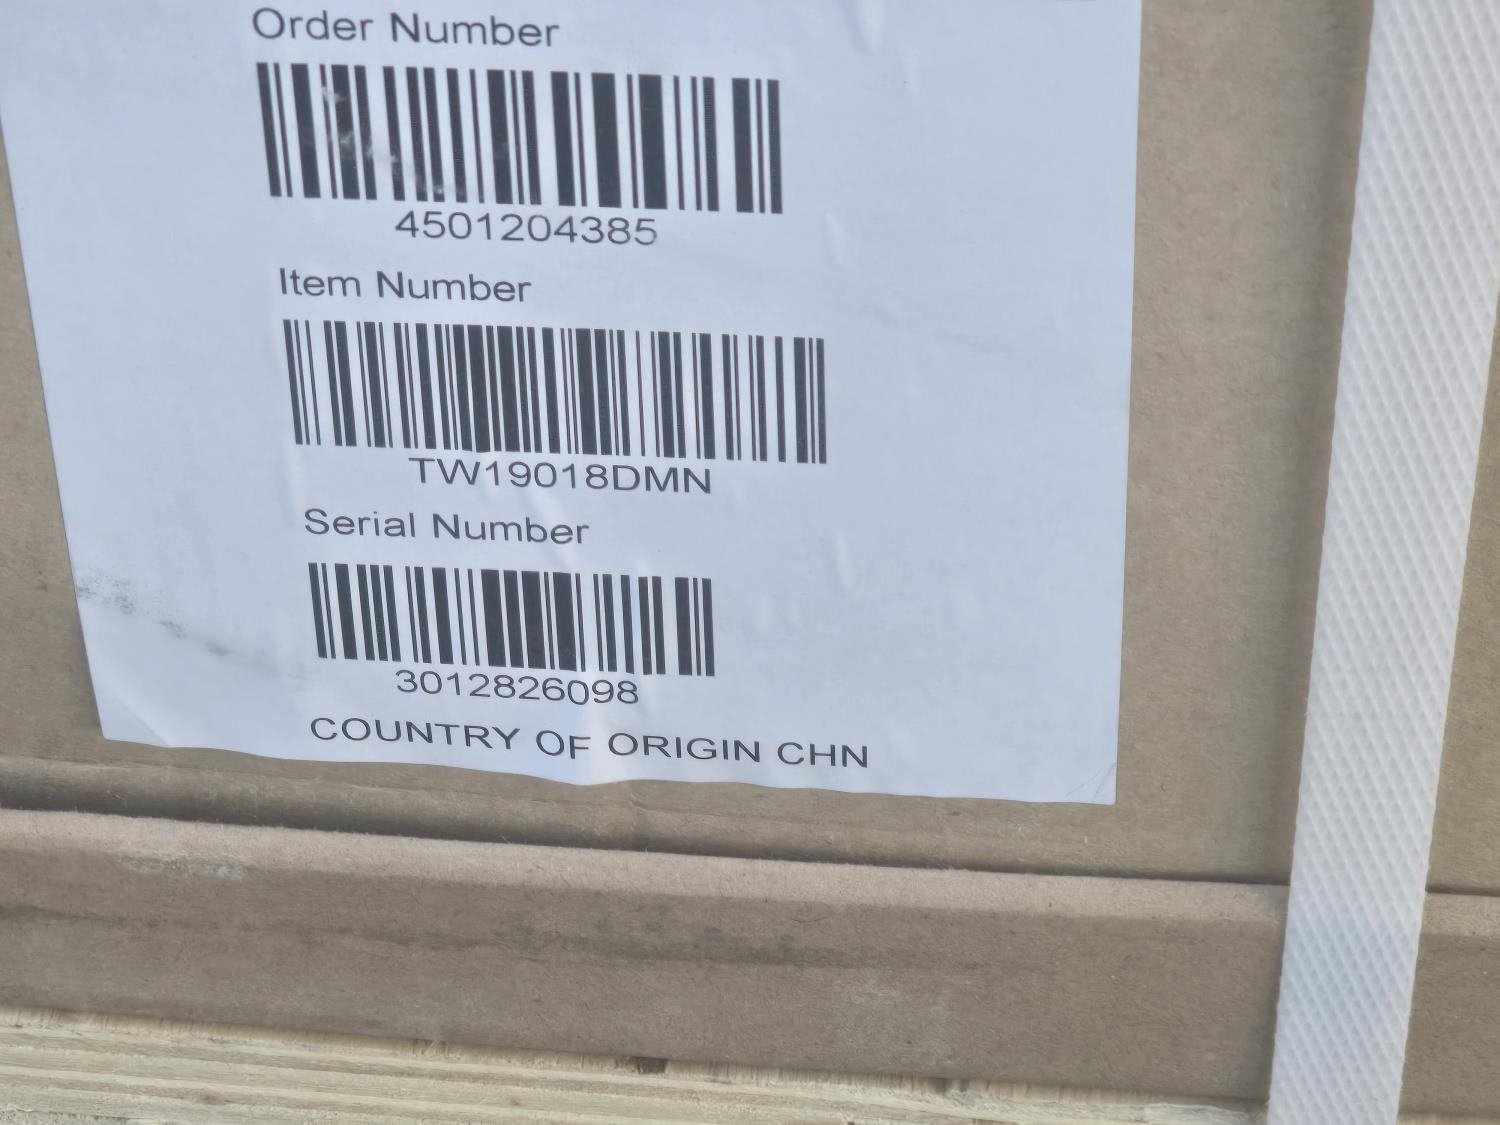 Order Number
4501204385
Item Number
TW19018DMN
Serial Number
3012826098
COUNTRY OF ORIGIN CHN